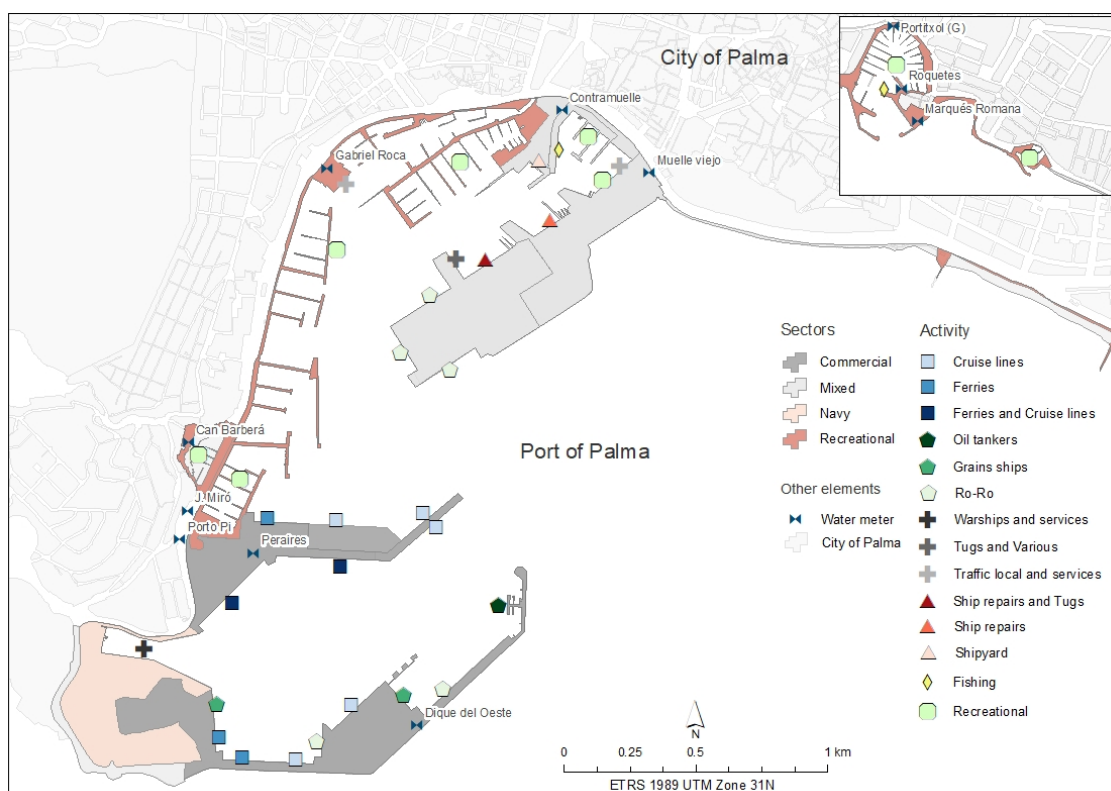 City of Palma
Portitxol (G)
Roquetes
Marqués Romana
Contramuelle
Muelle viejo
Gabriel Roca
Can Barberá
J. Miró
Porto Pi
Peraires
Port of Palma
Dique del Oeste
Sectors
Commercial
Mixed
Navy
Recreational
Other elements
Water meter
City of Palma
Activity
Cruise lines
Ferries
Ferries and Cruise lines
Oil tankers
Grains ships
Ro-Ro
Warships and services
Tugs and Various
Traffic local and services
Ship repairs and Tugs
Ship repairs
Shipyard
Fishing
Recreational
N
0 0.25 0.5 1 km
ETRS 1989 UTM Zone 31N